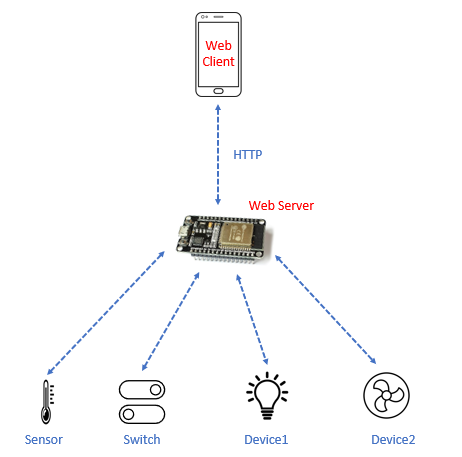 Web
Client
HTTP
Web Server
Sensor
Switch
Device1
Device2